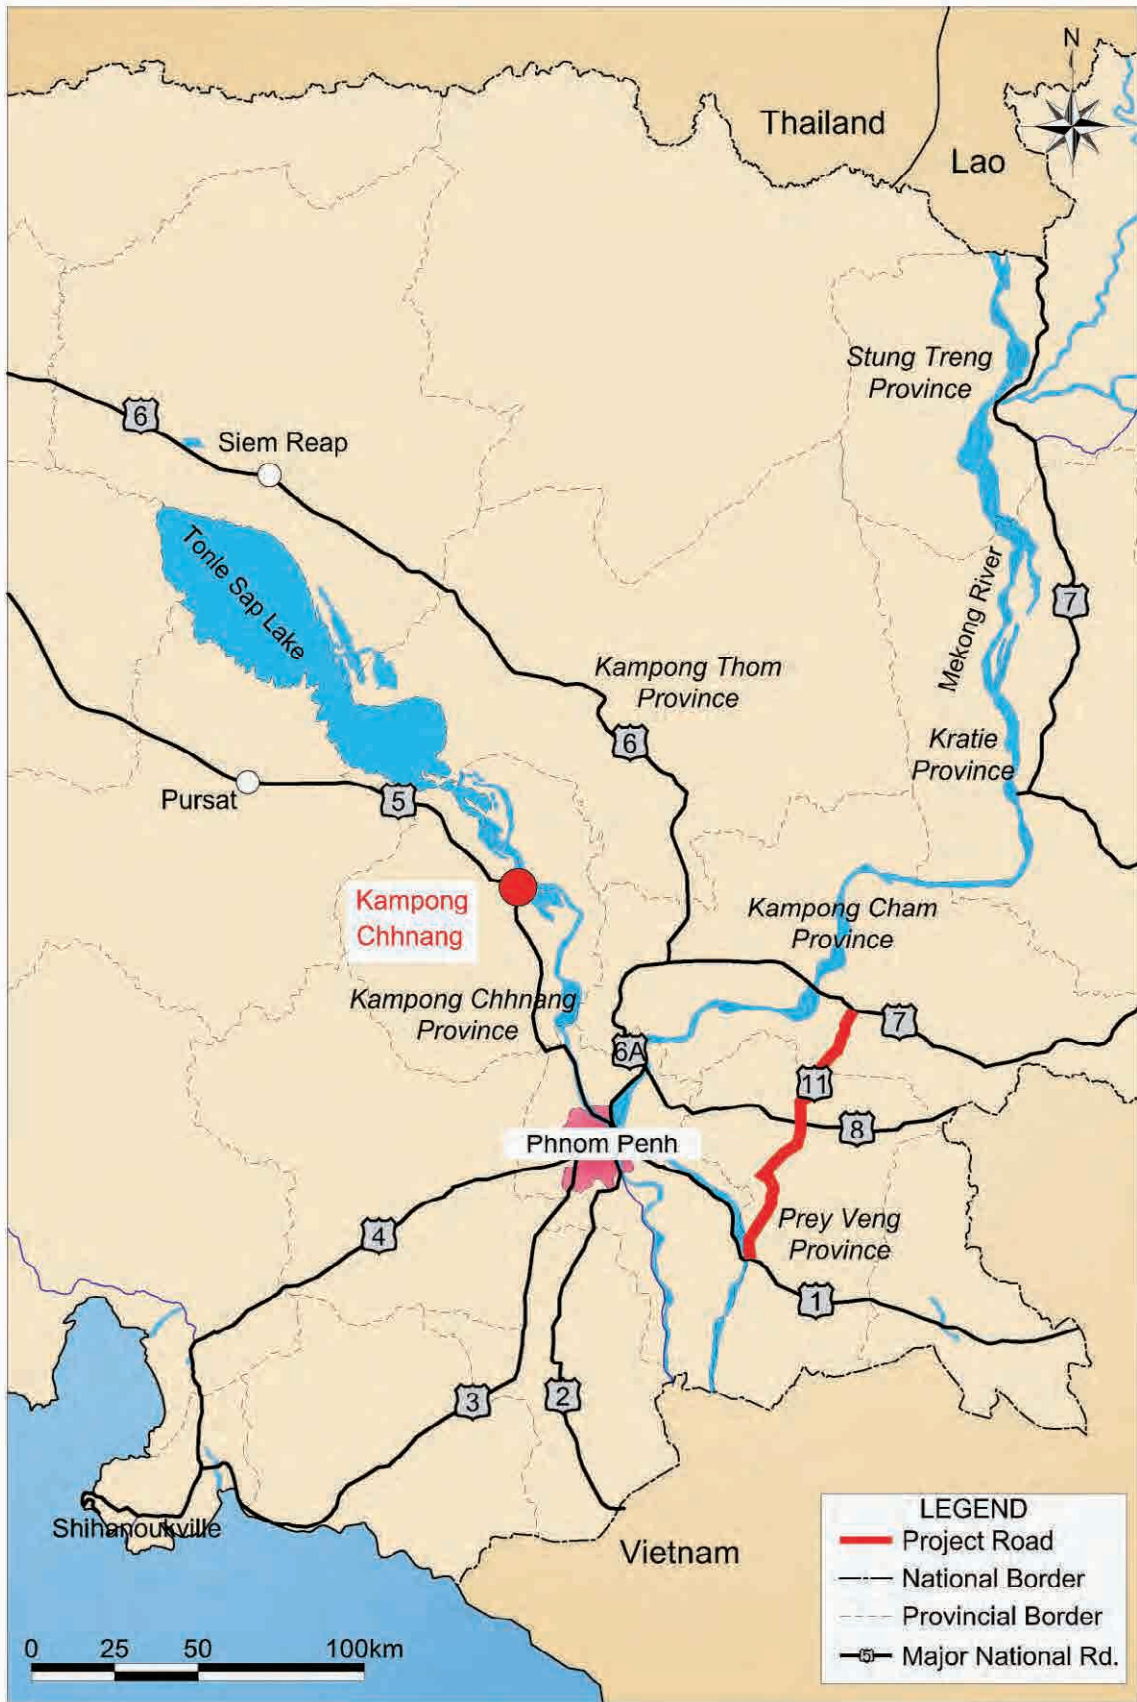 N
Thailand
Lao
Stung Treng
Province
6
Siem Reap
Tonle Sap Lake
Mekong River
7
Kampong Thom
Province
6
Kratie
Province
Pursat
5
Kampong
Chhnang
Kampong Cham
Province
Kampong Chhnang
Province
7
6A
11
8
Phnom Penh
Prey Veng
Province
4
1
3
2
Shihanoukville
Vietnam
LEGEND
Project Road
National Border
Provincial Border
5 Major National Rd.
0 25 50 100km